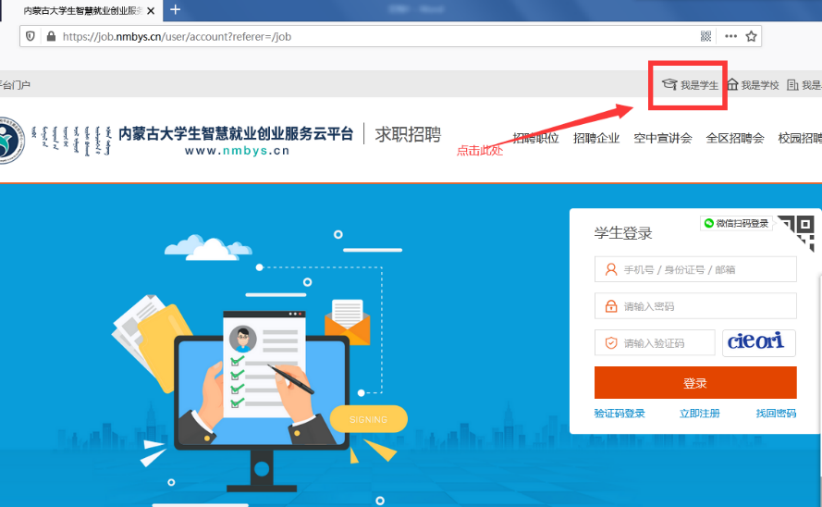 内蒙古大学生智慧就业创业服
https://job.nmbys.cn/user/account?referer=/job
平台门户
我是学生
我是学校
我是
内蒙古大学生智慧就业创业服务云平台
求职招聘
www.nmbys.cn
点击此处
招聘职位
招聘企业
空中宣讲会
全区招聘会
校园招聘
学生登录
微信扫码登录
手机号 / 身份证号 / 邮箱
请输入密码
请输入验证码
cieori
登录
验证码登录
立即注册
找回密码
SIGNING